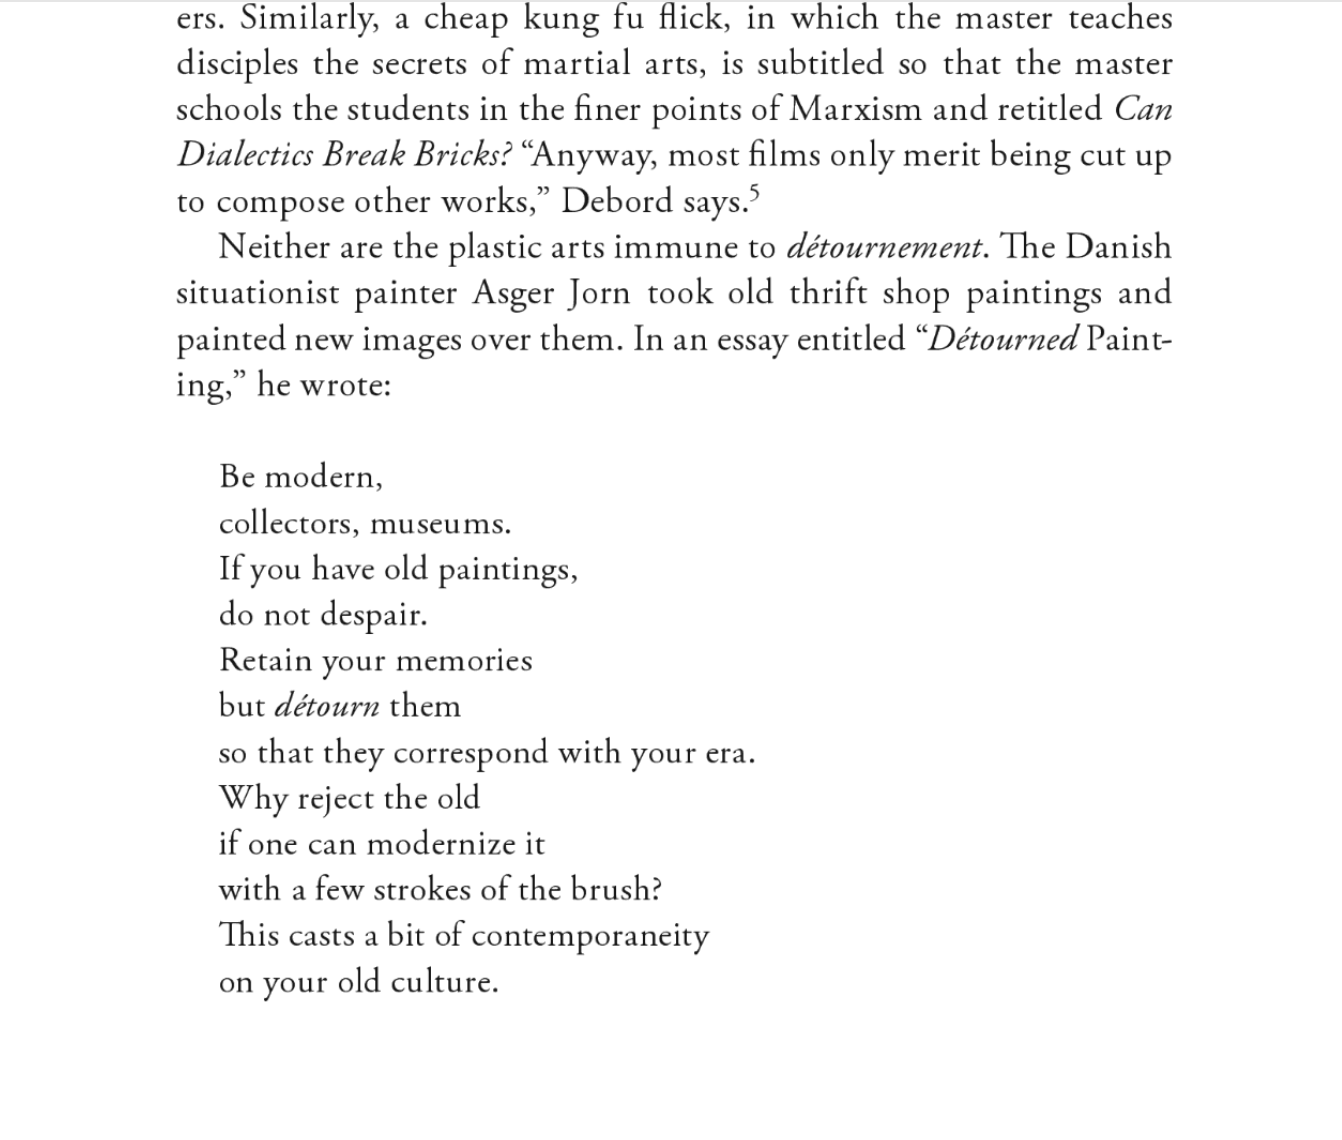 ers. Similarly, a cheap kung fu flick, in which the master teaches
disciples the secrets of martial arts, is subtitled so that the master
schools the students in the finer points of Marxism and retitled Can
Dialectics Break Bricks? “Anyway, most films only merit being cut up
to compose other works,” Debord says.⁵
Neither are the plastic arts immune to détournement. The Danish
situationist painter Asger Jorn took old thrift shop paintings and
painted new images over them. In an essay entitled “Détourned Paint-
ing,” he wrote:
Be modern,
collectors, museums.
If you have old paintings,
do not despair.
Retain your memories
but détourn them
so that they correspond with your era.
Why reject the old
if one can modernize it
with a few strokes of the brush?
This casts a bit of contemporaneity
on your old culture.